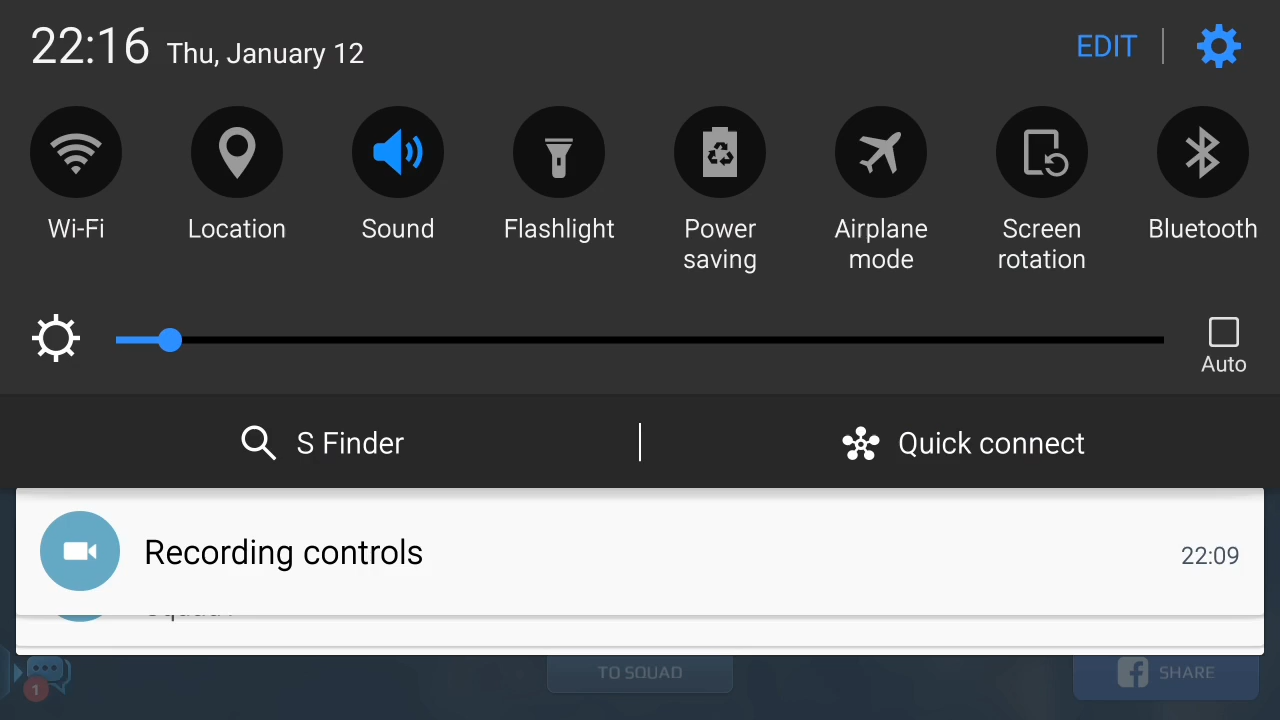 22:16 Thu, January 12
EDIT
Wi-Fi
Location
Sound
Flashlight
Power
saving
Airplane
mode
Screen
rotation
Bluetooth
Auto
S Finder
Quick connect
Recording controls
22:09
1
TO SQUAD
SHARE